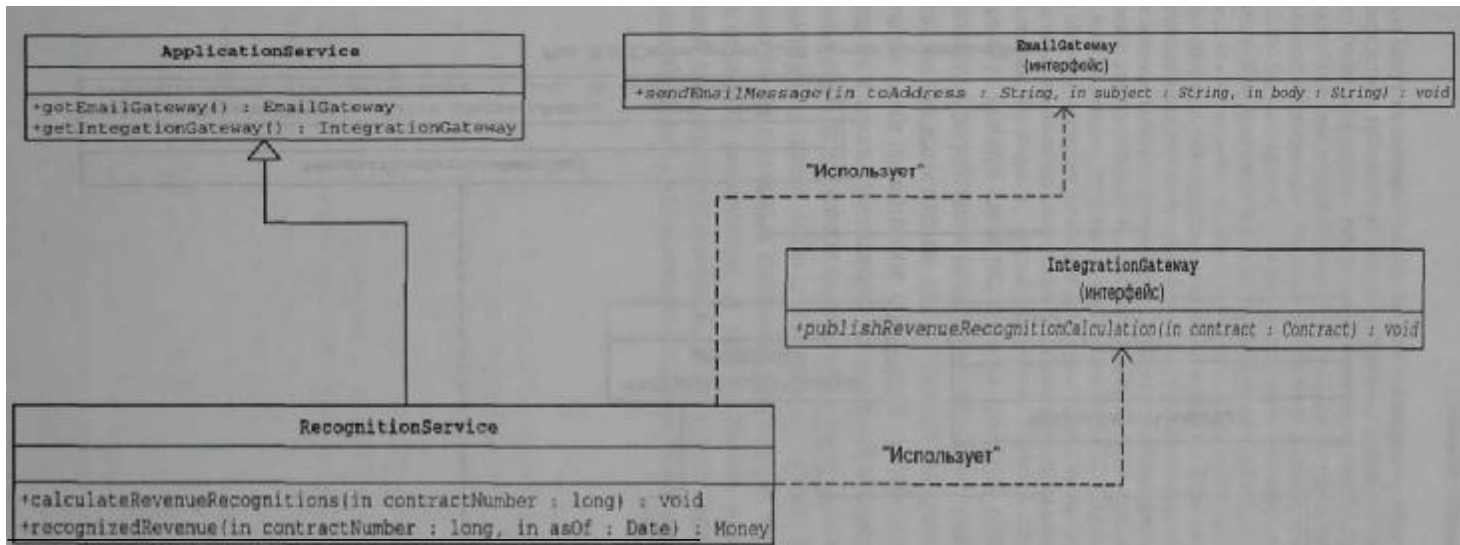 ApplicationService
+getEmailGateway() : EmailGateway
+getIntegationGateway() : IntegrationGateway
EmailGateway
(интерфейс)
+sendEmailMessage(in toAddress : String, in subject : String, in body : String) : void
"Использует"
IntegrationGateway
(интерфейс)
+publishRevenueRecognitionCalculation(in contract : Contract) : void
RecognitionService
"Использует"
+calculateRevenueRecognitions(in contractNumber : long) : void
+recognizedRevenue(in contractNumber : long, in asOf : Date) : Money